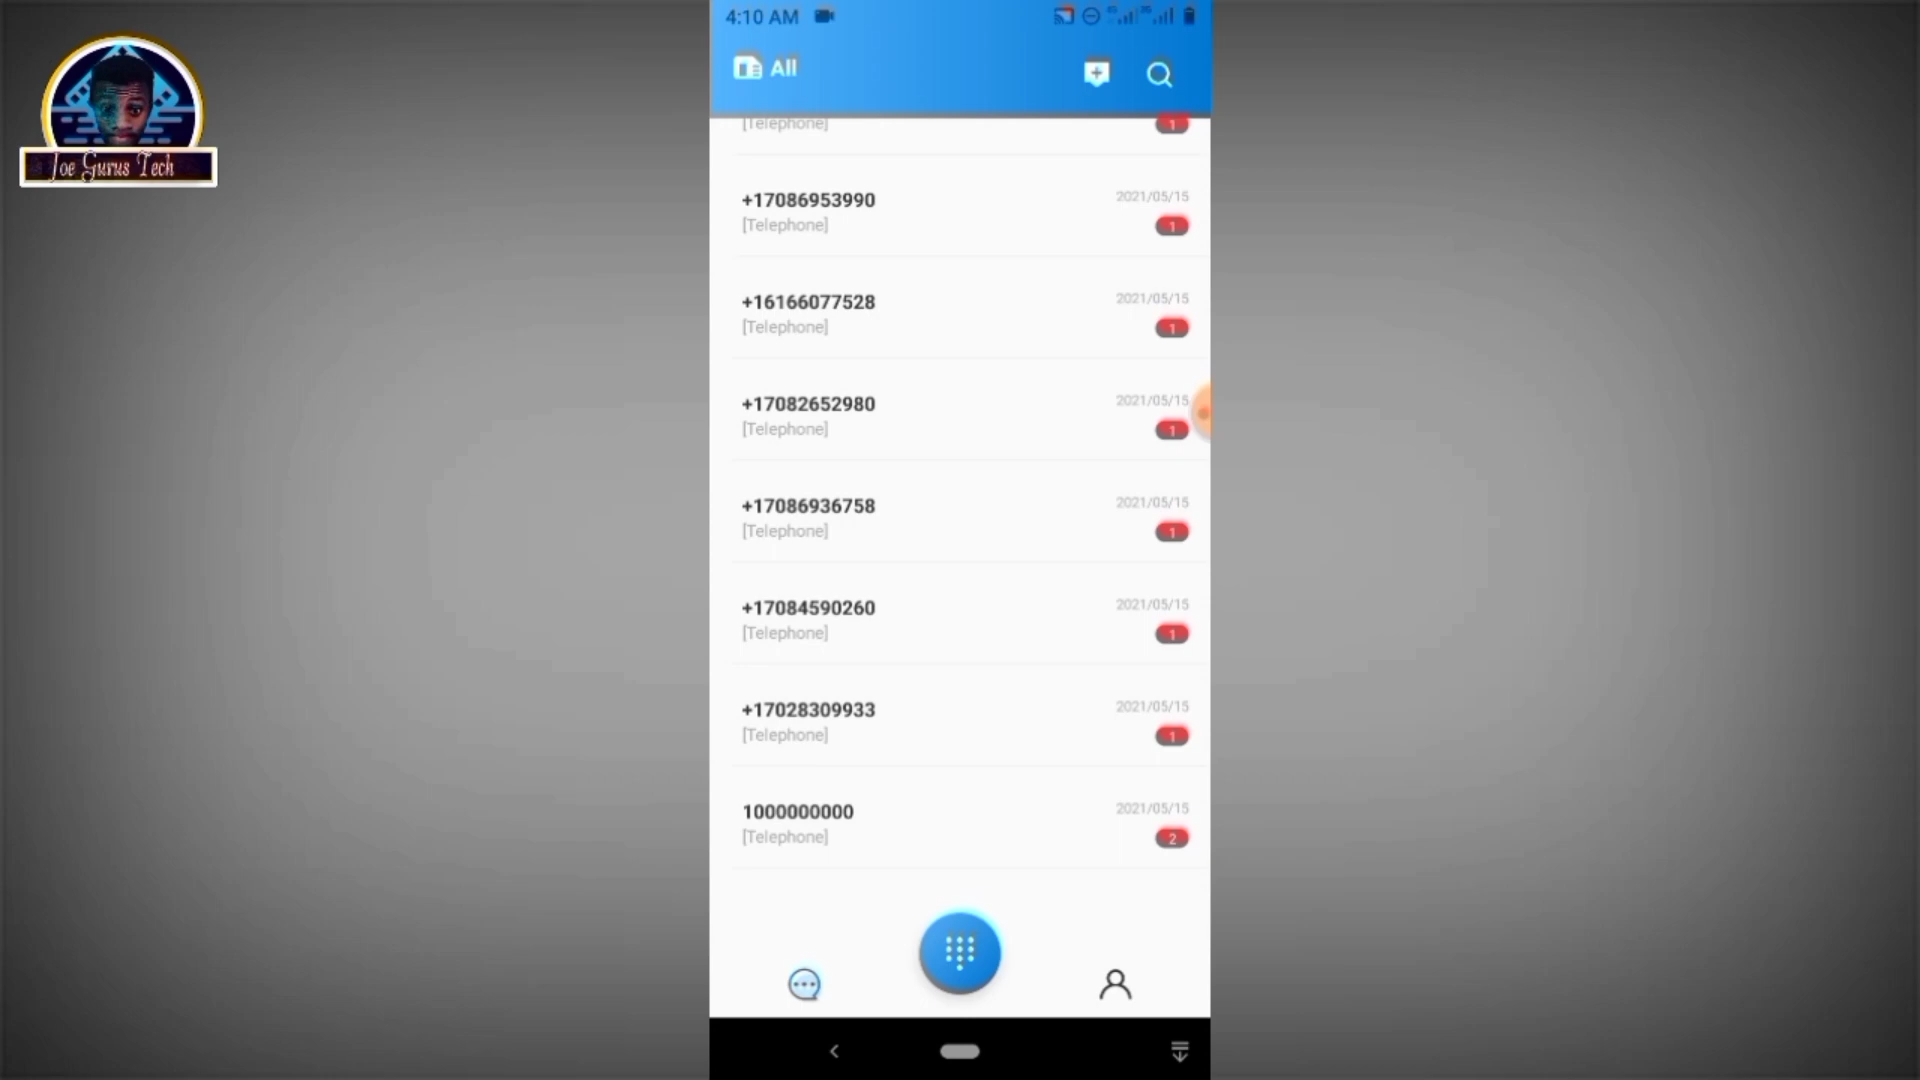 4:10 AM
Joe Gurus Tech
All
[Telephone]
1
+17086953990
2021/05/15
[Telephone]
1
+16166077528
2021/05/15
[Telephone]
1
+17082652980
2021/05/15
[Telephone]
1
+17086936758
2021/05/15
[Telephone]
1
+17084590260
2021/05/15
[Telephone]
1
+17028309933
2021/05/15
[Telephone]
1
1000000000
2021/05/15
[Telephone]
2